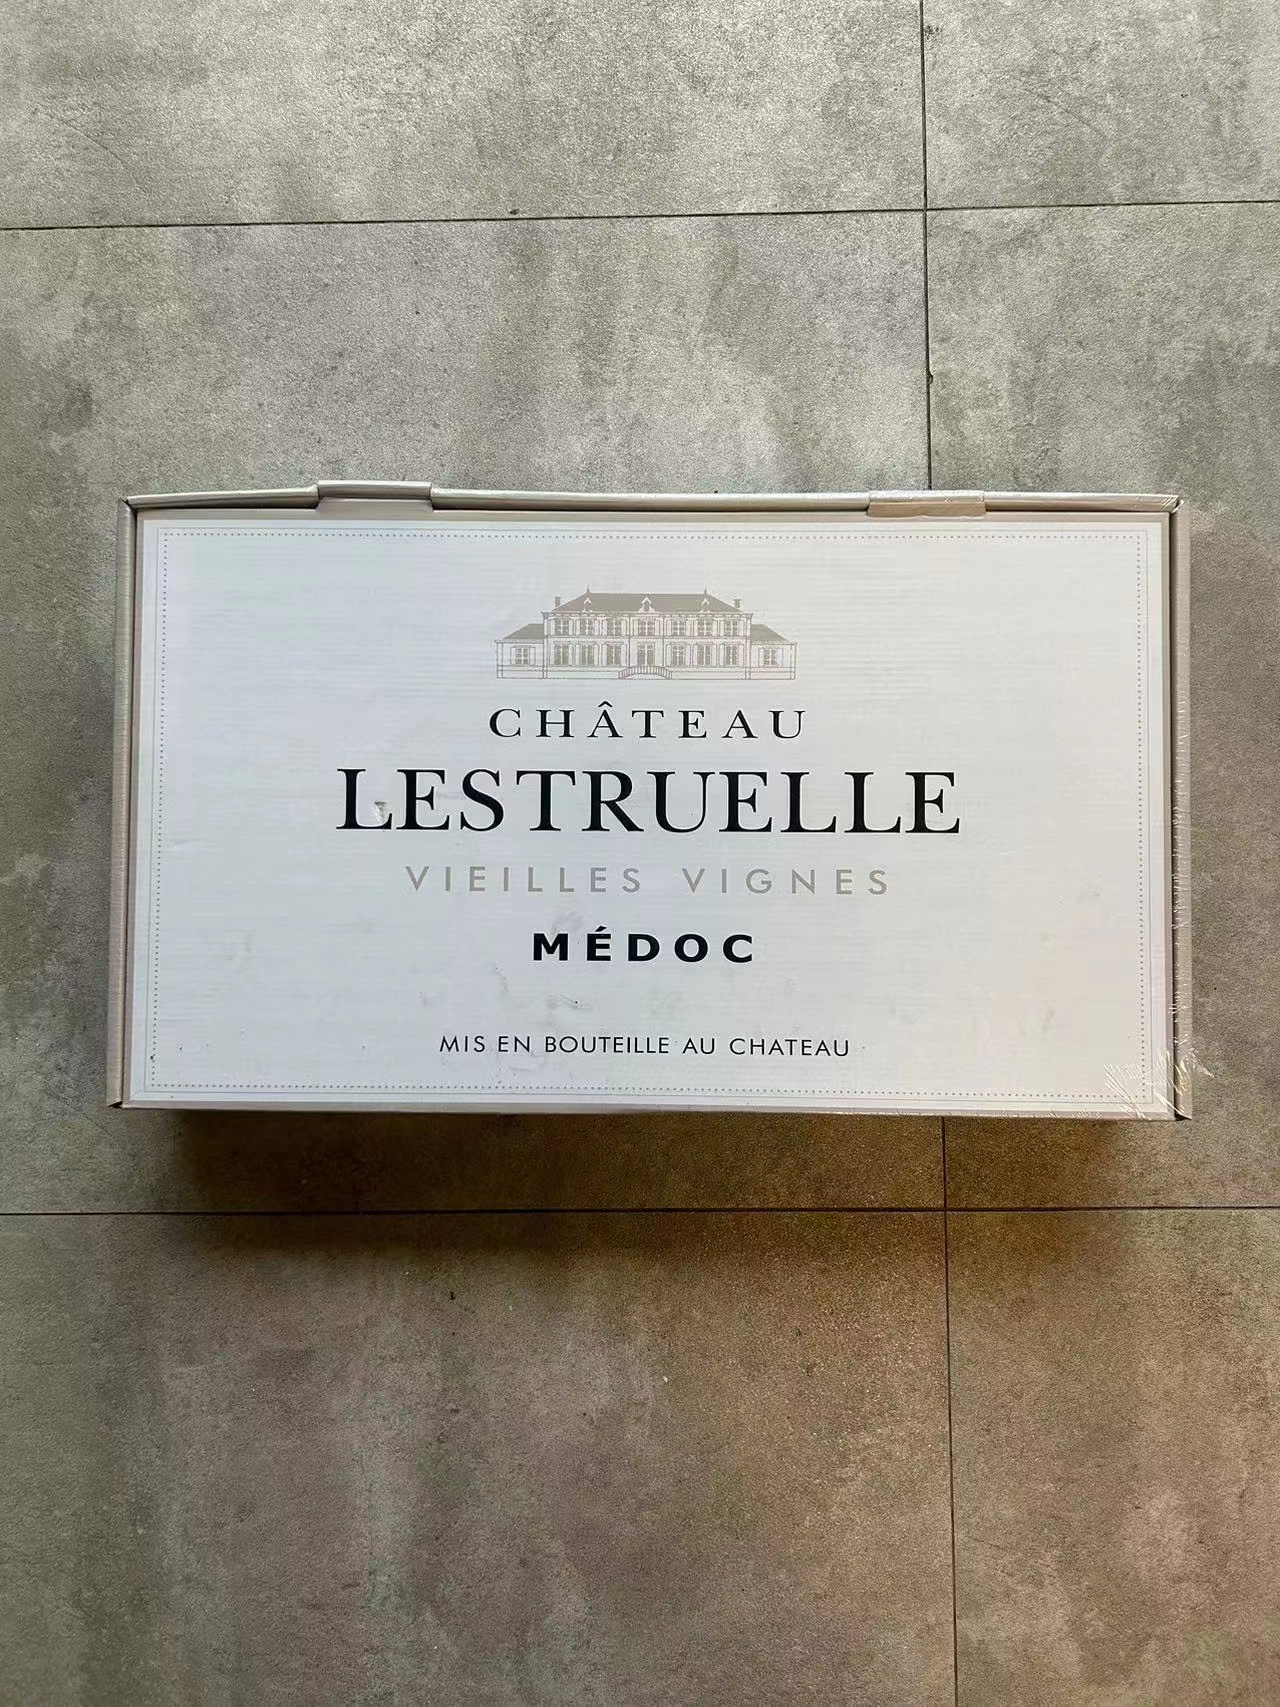 CHÂTEAU
LESTRUELLE
VIEILLES VIGNES
MÉDOC
MIS EN BOUTEILLE AU CHATEAU